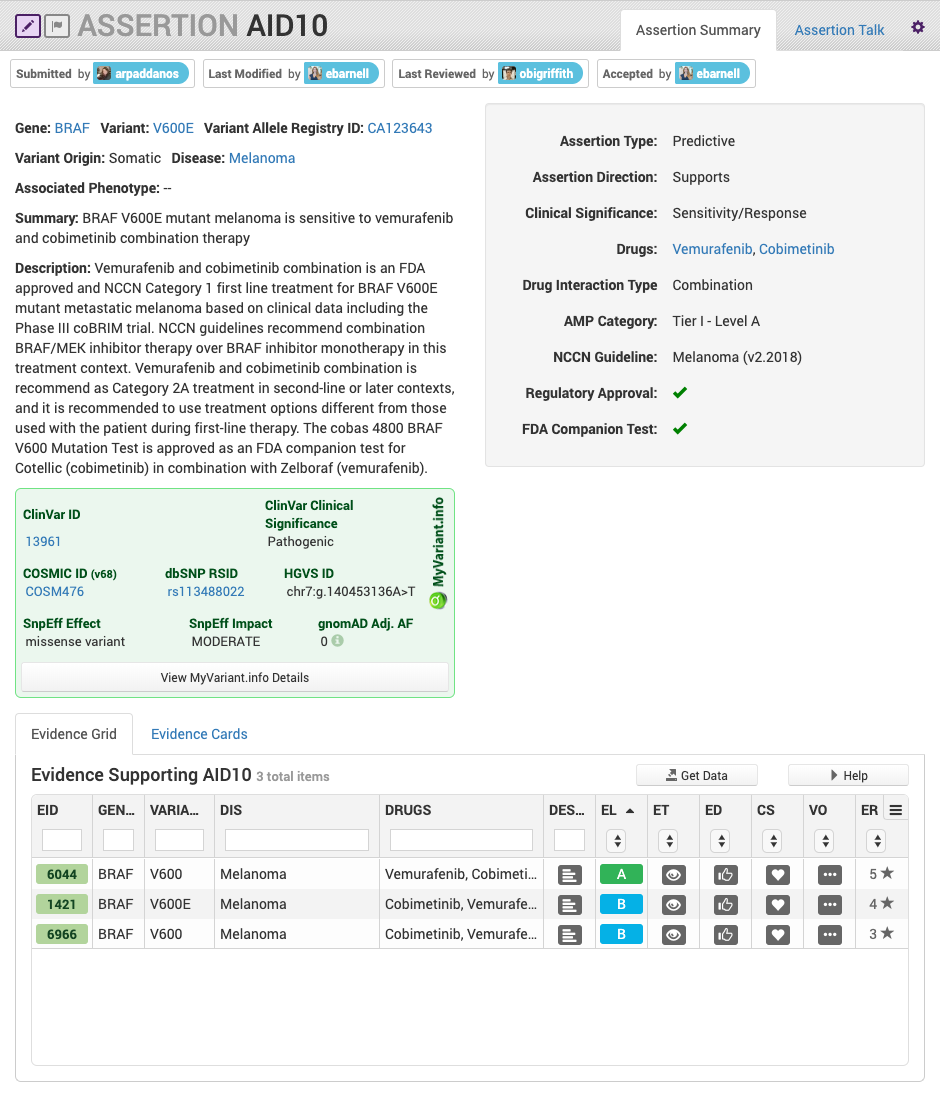 ASSERTION AID10
Assertion Summary
Assertion Talk
Submitted by arpaddanos
Last Modified by ebarnell
Last Reviewed by obigriffith
Accepted by ebarnell
Gene: BRAF Variant: V600E Variant Allele Registry ID: CA123643
Variant Origin: Somatic Disease: Melanoma
Associated Phenotype: --
Summary: BRAF V600E mutant melanoma is sensitive to vemurafenib
and cobimetinib combination therapy
Description: Vemurafenib and cobimetinib combination is an FDA
approved and NCCN Category 1 first line treatment for BRAF V600E
mutant metastatic melanoma based on clinical data including the
Phase III coBRIM trial. NCCN guidelines recommend combination
BRAF/MEK inhibitor therapy over BRAF inhibitor monotherapy in this
treatment context. Vemurafenib and cobimetinib combination is
recommend as Category 2A treatment in second-line or later contexts,
and it is recommended to use treatment options different from those
used with the patient during first-line therapy. The cobas 4800 BRAF
V600 Mutation Test is approved as an FDA companion test for
Cotellic (cobimetinib) in combination with Zelboraf (vemurafenib).
Assertion Type: Predictive
Assertion Direction: Supports
Clinical Significance: Sensitivity/Response
Drugs: Vemurafenib, Cobimetinib
Drug Interaction Type Combination
AMP Category: Tier I - Level A
NCCN Guideline: Melanoma (v2.2018)
Regulatory Approval: ✔
FDA Companion Test: ✔
ClinVar ID
13961
ClinVar Clinical
Significance
Pathogenic
MyVariant.info
COSMIC ID (v68) dbSNP RSID HGVS ID
COSM476 rs113488022 chr7:g.140453136A>T
SnpEff Effect SnpEff Impact gnomAD Adj. AF
missense variant MODERATE 0
View MyVariant.info Details
Evidence Grid Evidence Cards
Evidence Supporting AID10 3 total items
Get Data Help
EID GEN... VARIA... DIS DRUGS DES... EL ET ED CS VO ER
6044 BRAF V600 Melanoma Vemurafenib, Cobimeti... A 5 ★
1421 BRAF V600E Melanoma Cobimetinib, Vemurafe... B 4 ★
6966 BRAF V600 Melanoma Cobimetinib, Vemurafe... B 3 ★